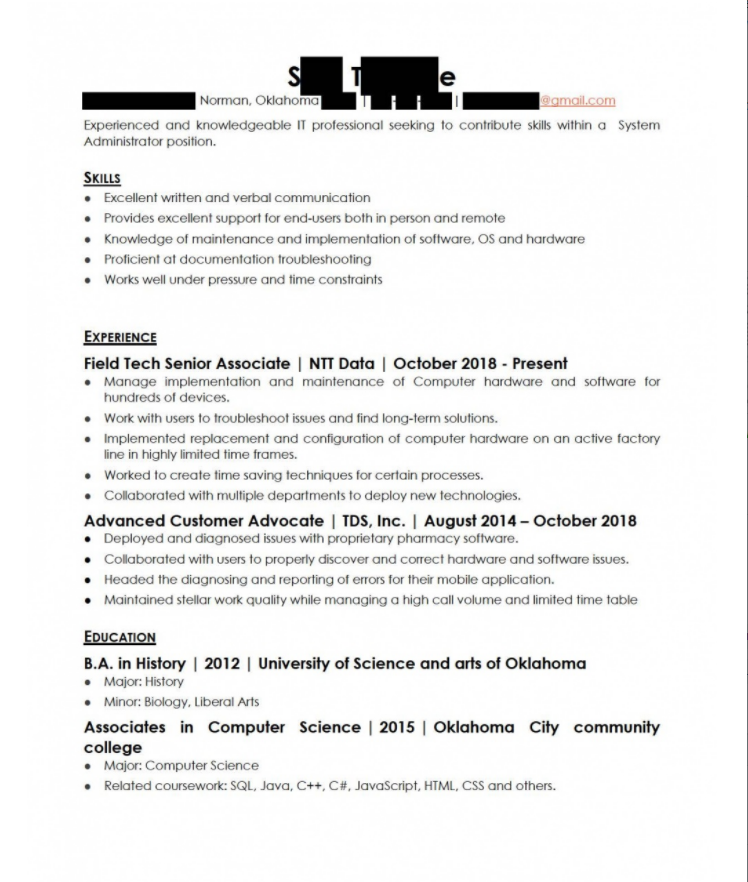 S T e
Norman, Oklahoma | - - | @gmail.com
Experienced and knowledgeable IT professional seeking to contribute skills within a System
Administrator position.
SKILLS
• Excellent written and verbal communication
• Provides excellent support for end-users both in person and remote
• Knowledge of maintenance and implementation of software, OS and hardware
• Proficient at documentation troubleshooting
• Works well under pressure and time constraints
EXPERIENCE
Field Tech Senior Associate | NTT Data | October 2018 - Present
• Manage implementation and maintenance of Computer hardware and software for
hundreds of devices.
• Work with users to troubleshoot issues and find long-term solutions.
• Implemented replacement and configuration of computer hardware on an active factory
line in highly limited time frames.
• Worked to create time saving techniques for certain processes.
• Collaborated with multiple departments to deploy new technologies.
Advanced Customer Advocate | TDS, Inc. | August 2014 – October 2018
• Deployed and diagnosed issues with proprietary pharmacy software.
• Collaborated with users to properly discover and correct hardware and software issues.
• Headed the diagnosing and reporting of errors for their mobile application.
• Maintained stellar work quality while managing a high call volume and limited time table
EDUCATION
B.A. in History | 2012 | University of Science and arts of Oklahoma
• Major: History
• Minor: Biology, Liberal Arts
Associates in Computer Science | 2015 | Oklahoma City community
college
• Major: Computer Science
• Related coursework: SQL, Java, C++, C#, JavaScript, HTML, CSS and others.